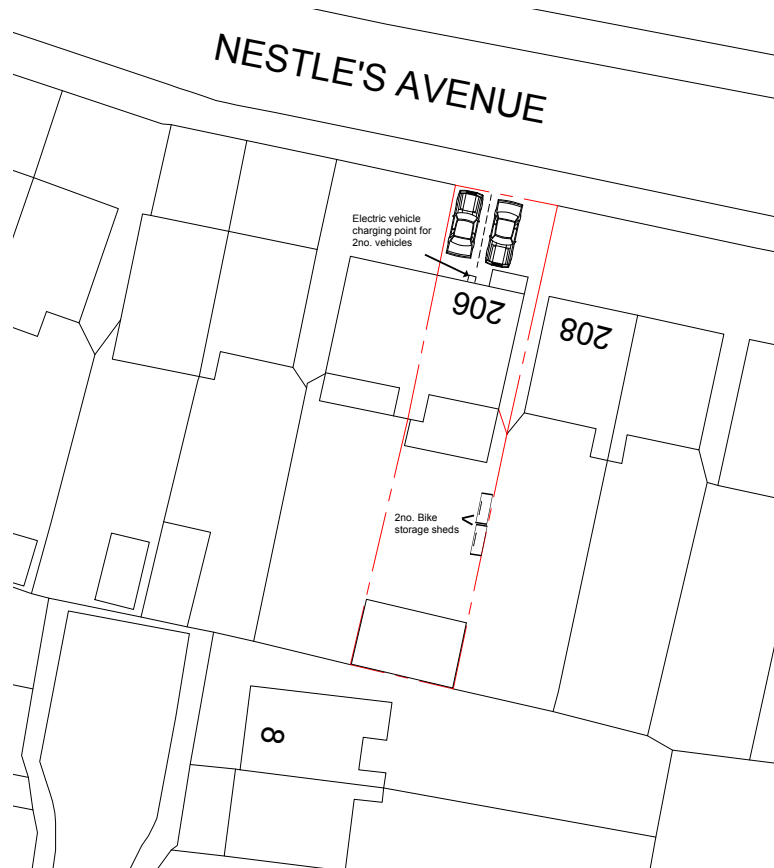 NESTLE'S AVENUE
Electric vehicle
charging point for
2no. vehicles
206
208
2no. Bike
storage sheds
8